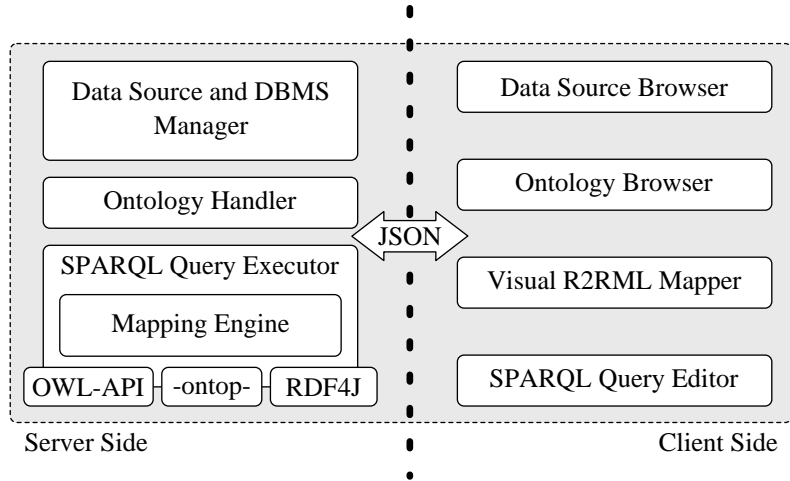 Data Source and DBMS
Manager
Ontology Handler
SPARQL Query Executor
Mapping Engine
OWL-API
-ontop-
RDF4J
Server Side
JSON
Data Source Browser
Ontology Browser
Visual R2RML Mapper
SPARQL Query Editor
Client Side